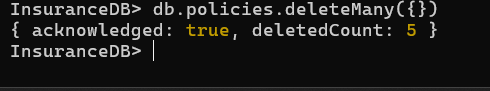 InsuranceDB> db.policies.deleteMany({})
{ acknowledged: true, deletedCount: 5 }
InsuranceDB>